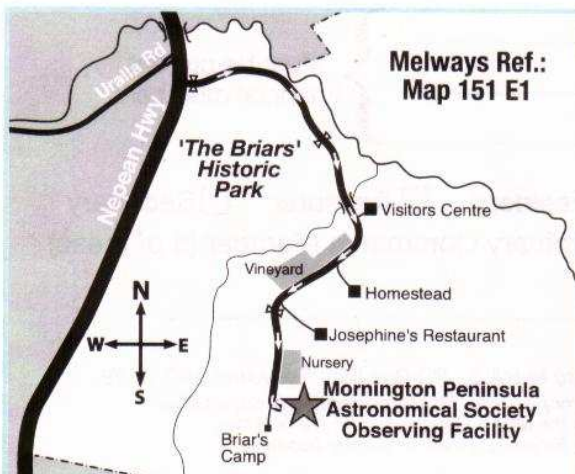 Melways Ref.:
Map 151 E1
Uralla Rd
Nepean Hwy
'The Briars'
Historic
Park
Visitors Centre
Vineyard
Homestead
N
W E
S
Josephine's Restaurant
Nursery
Mornington Peninsula
Astronomical Society
Observing Facility
Briar's
Camp